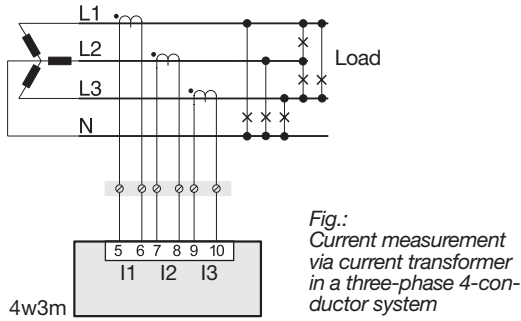 L1
L2
Load
L3
N
5 6 7 8 9 10
I1 I2 I3
4w3m
Fig.:
Current measurement
via current transformer
in a three-phase 4-con-
ductor system